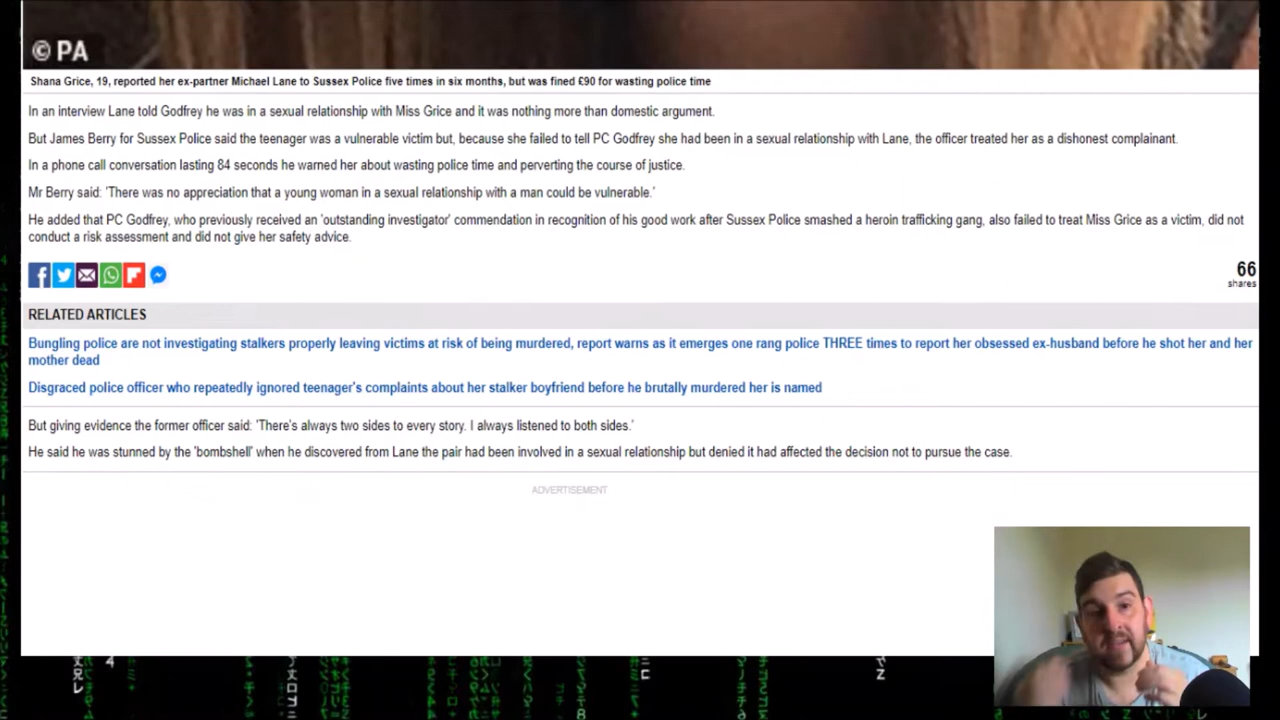 © PA
Shana Grice, 19, reported her ex-partner Michael Lane to Sussex Police five times in six months, but was fined £90 for wasting police time
In an interview Lane told Godfrey he was in a sexual relationship with Miss Grice and it was nothing more than domestic argument.
But James Berry for Sussex Police said the teenager was a vulnerable victim but, because she failed to tell PC Godfrey she had been in a sexual relationship with Lane, the officer treated her as a dishonest complainant.
In a phone call conversation lasting 84 seconds he warned her about wasting police time and perverting the course of justice.
Mr Berry said: 'There was no appreciation that a young woman in a sexual relationship with a man could be vulnerable.'
He added that PC Godfrey, who previously received an 'outstanding investigator' commendation in recognition of his good work after Sussex Police smashed a heroin trafficking gang, also failed to treat Miss Grice as a victim, did not
conduct a risk assessment and did not give her safety advice.
66
shares
RELATED ARTICLES
Bungling police are not investigating stalkers properly leaving victims at risk of being murdered, report warns as it emerges one rang police THREE times to report her obsessed ex-husband before he shot her and her
mother dead
Disgraced police officer who repeatedly ignored teenager's complaints about her stalker boyfriend before he brutally murdered her is named
But giving evidence the former officer said: 'There's always two sides to every story. I always listened to both sides.'
He said he was stunned by the 'bombshell' when he discovered from Lane the pair had been involved in a sexual relationship but denied it had affected the decision not to pursue the case.
ADVERTISEMENT